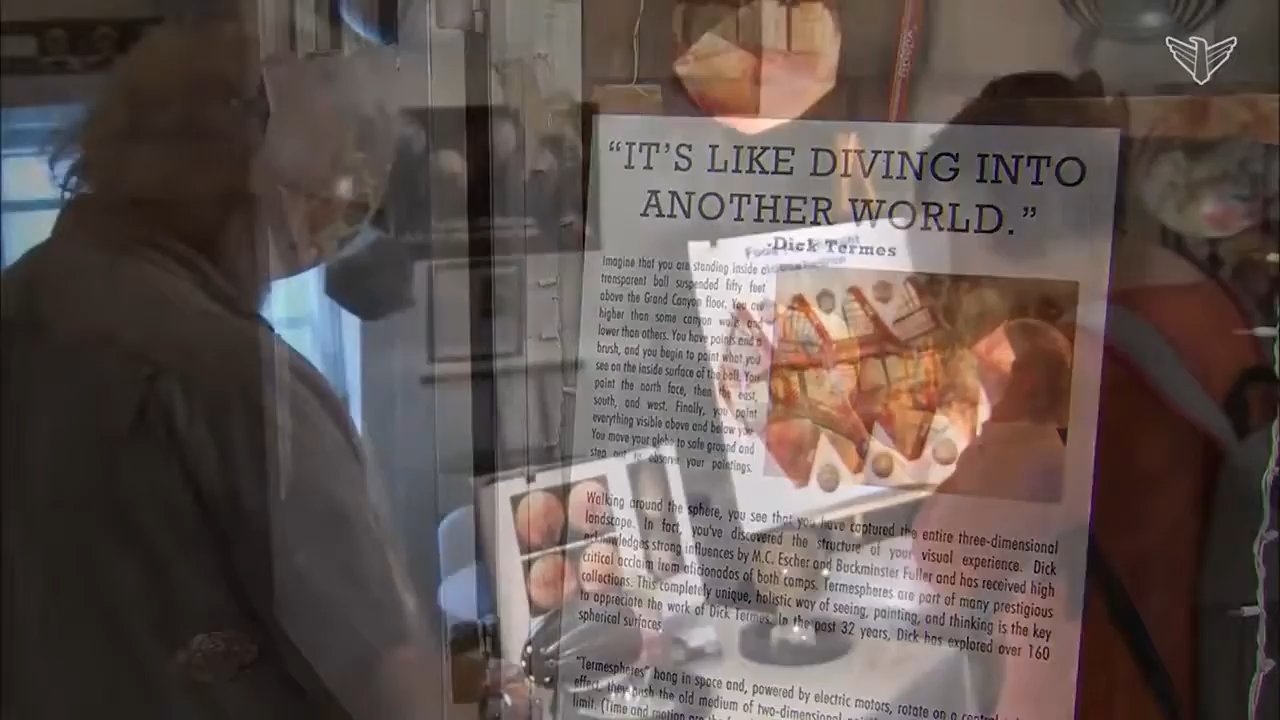 “IT’S LIKE DIVING INTO
ANOTHER WORLD.”
-Dick Termes
Imagine that you are standing inside a
transparent ball suspended fifty feet
above the Grand Canyon floor. You are
higher than some canyon walls and
lower than others. You have paints and a
brush, and you begin to paint what you
see on the inside surface of the ball. You
paint the north face, then the east,
south, and west. Finally, you paint
everything visible above and below you.
You move your globe to safe ground and
step out to observe your paintings.
Walking around the sphere, you see that you have captured the entire three-dimensional
landscape. In fact, you've discovered the structure of your visual experience. Dick
acknowledges strong influences by M.C. Escher and Buckminster Fuller and has received high
critical acclaim from aficionados of both camps. Termespheres are part of many prestigious
collections. This completely unique, holistic way of seeing, painting, and thinking is the key
to appreciate the work of Dick Termes. In the past 32 years, Dick has explored over 160
spherical surfaces.
"Termespheres" hang in space and, powered by electric motors, rotate on a
effect, they push the old medium of two-dimensional
limit. (Time and motion are the